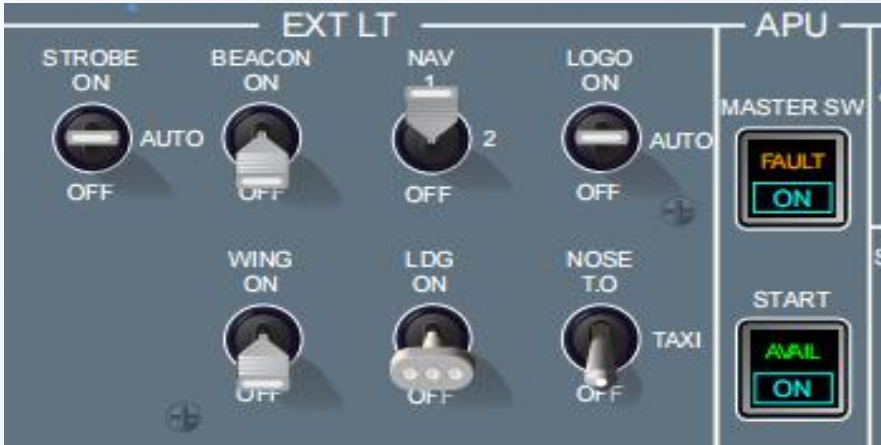 EXT LT
APU
STROBE BEACON NAV LOGO
ON ON 1 ON
AUTO 2 AUTO
OFF OFF OFF OFF
MASTER SW
FAULT
ON
WING LDG NOSE
ON ON T.O
TAXI
OFF OFF OFF
START
AVAIL
ON